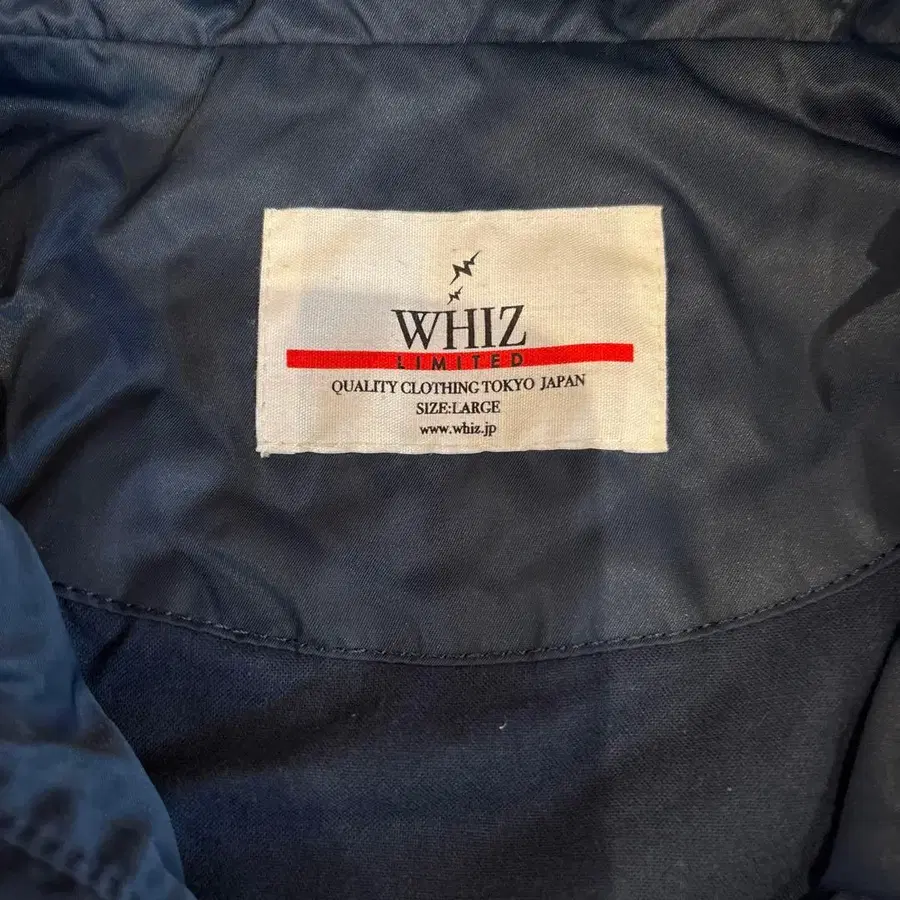 WHIZ
LIMITED
QUALITY CLOTHING TOKYO JAPAN
SIZE:LARGE
www.whiz.jp